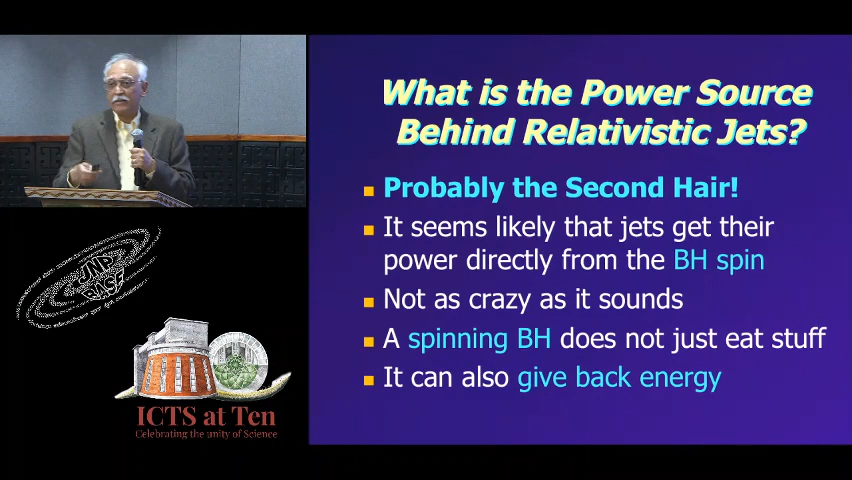 What is the Power Source
Behind Relativistic Jets?
Probably the Second Hair!
It seems likely that jets get their
power directly from the BH spin
Not as crazy as it sounds
A spinning BH does not just eat stuff
It can also give back energy
ICTS at Ten
Celebrating the unity of Science